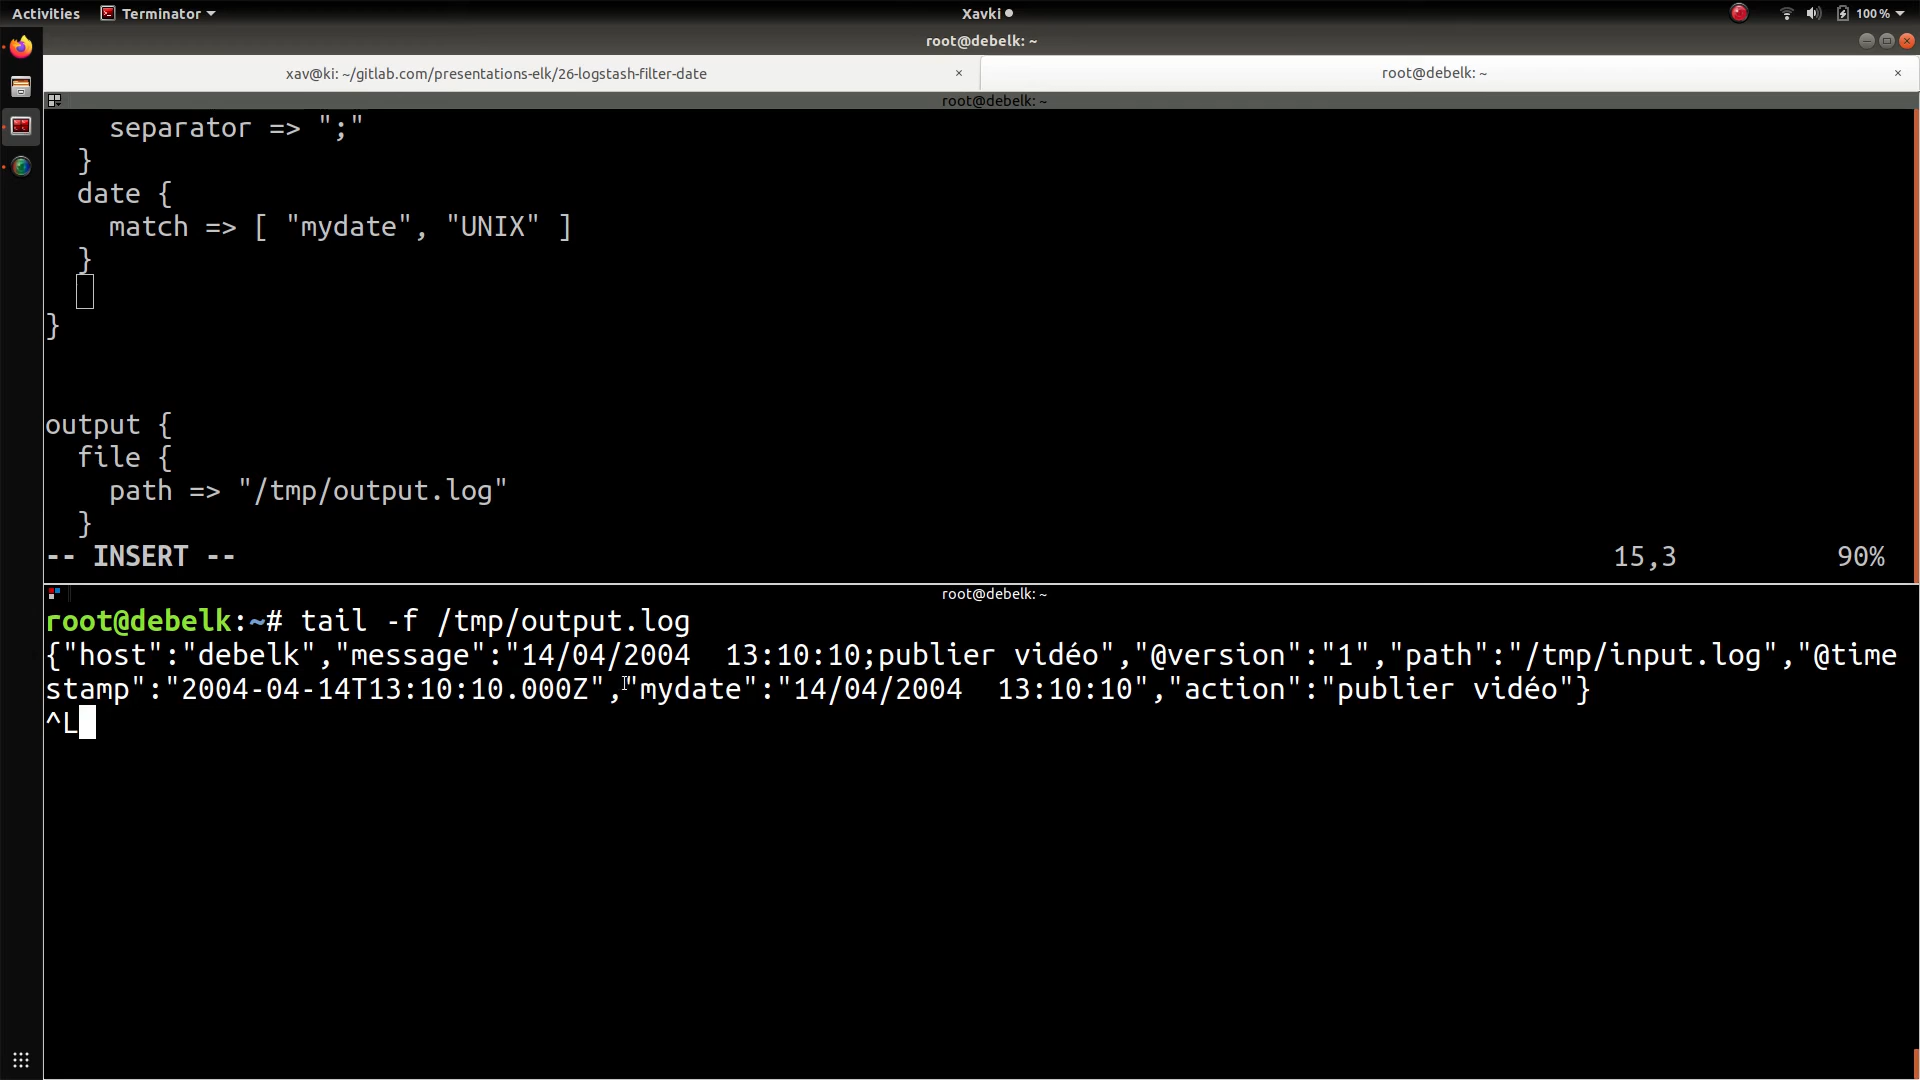 Activities
Terminator
Xavki
100 %
root@debelk: ~
xav@ki: ~/gitlab.com/presentations-elk/26-logstash-filter-date ×
root@debelk: ~ ×
root@debelk: ~
separator => ";"
}
date {
match => [ "mydate", "UNIX" ]
}
}
output {
file {
path => "/tmp/output.log"
}
-- INSERT -- 15,3 90%
root@debelk: ~
root@debelk:~# tail -f /tmp/output.log
{"host":"debelk","message":"14/04/2004  13:10:10;publier vidéo","@version":"1","path":"/tmp/input.log","@time
stamp":"2004-04-14T13:10:10.000Z","mydate":"14/04/2004  13:10:10","action":"publier vidéo"}
^L